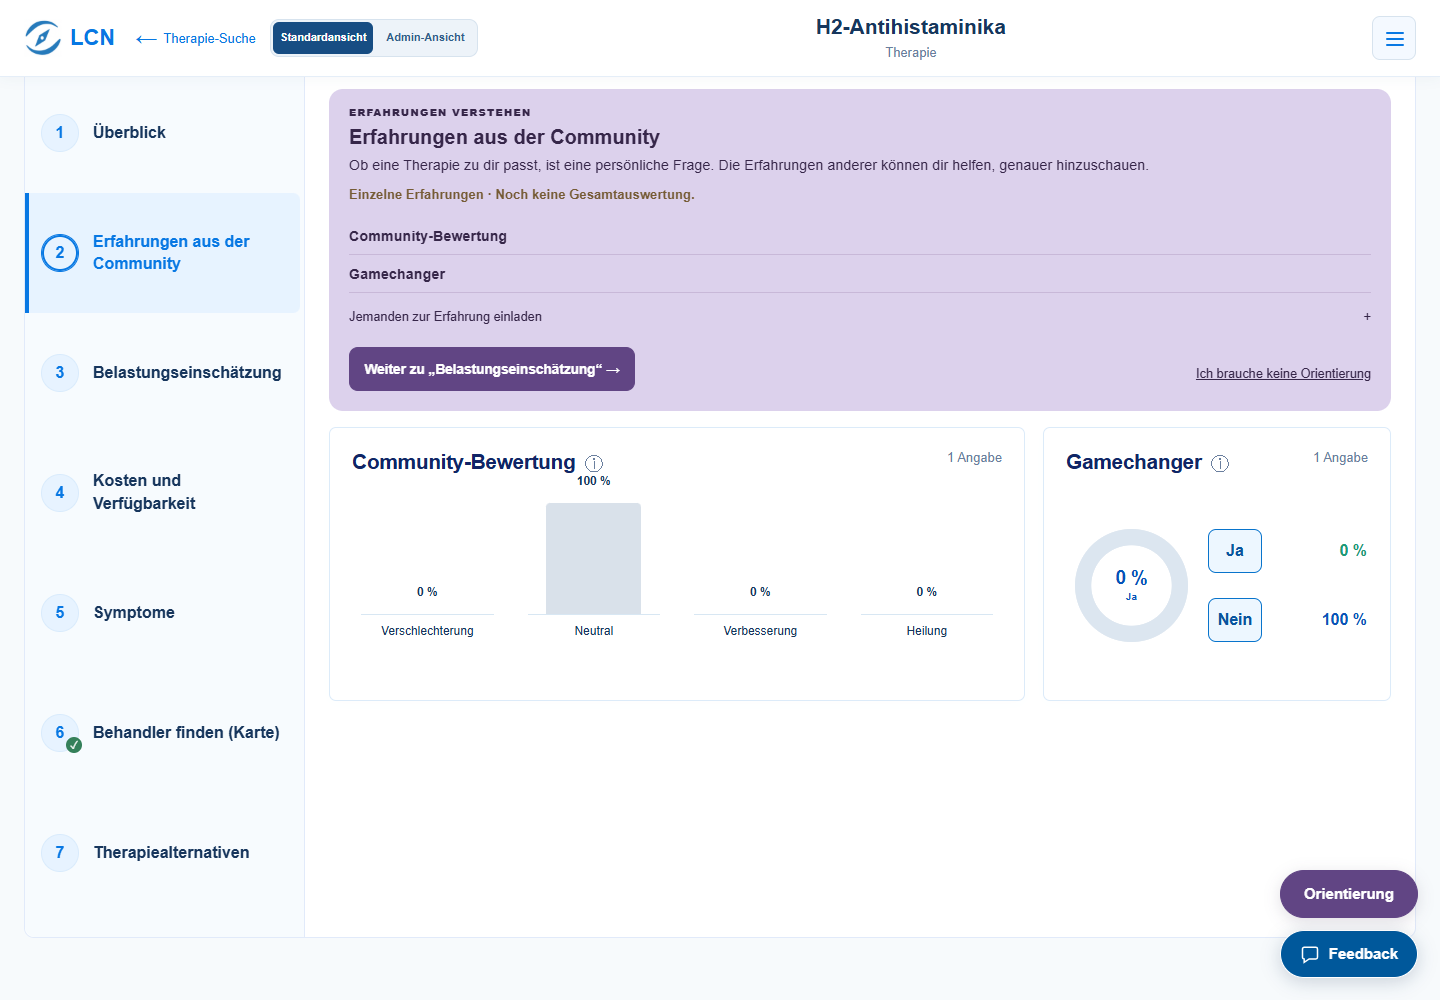 LCN
← Therapie-Suche
Standardansicht
Admin-Ansicht
H2-Antihistaminika
Therapie
1 Überblick
2 Erfahrungen aus der
Community
3 Belastungseinschätzung
4 Kosten und
Verfügbarkeit
5 Symptome
6 Behandler finden (Karte)
7 Therapiealternativen
ERFAHRUNGEN VERSTEHEN
Erfahrungen aus der Community
Ob eine Therapie zu dir passt, ist eine persönliche Frage. Die Erfahrungen anderer können dir helfen, genauer hinzuschauen.
Einzelne Erfahrungen · Noch keine Gesamtauswertung.
Community-Bewertung
Gamechanger
Jemanden zur Erfahrung einladen +
Weiter zu „Belastungseinschätzung“ →
Ich brauche keine Orientierung
Community-Bewertung ⓘ
1 Angabe
100 %
0 %
0 %
0 %
Verschlechterung
Neutral
Verbesserung
Heilung
Gamechanger ⓘ
1 Angabe
0 %
Ja
Ja 0 %
Nein 100 %
Orientierung
Feedback